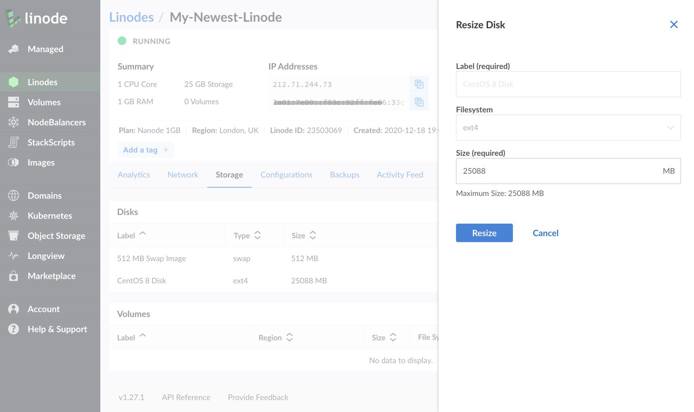 linode
Managed
Linodes
Volumes
NodeBalancers
StackScripts
Images
Domains
Kubernetes
Object Storage
Longview
Marketplace
Account
Help & Support
Linodes / My-Newest-Linode
RUNNING
Summary
1 CPU Core 25 GB Storage
1 GB RAM 0 Volumes
IP Addresses
212.71.244.73
Plan: Nanode 1GB Region: London, UK Linode ID: 23503069 Created: 2020-12-18 19:
Add a tag +
Analytics Network Storage Configurations Backups Activity Feed
Disks
Label Type Size
512 MB Swap Image swap 512 MB
CentOS 8 Disk ext4 25088 MB
Volumes
Label Region Size File Sy
No data to display.
v1.27.1 API Reference Provide Feedback
Resize Disk
Label (required)
CentOS 8 Disk
Filesystem
ext4
Size (required)
25088 MB
Maximum Size: 25088 MB
Resize Cancel